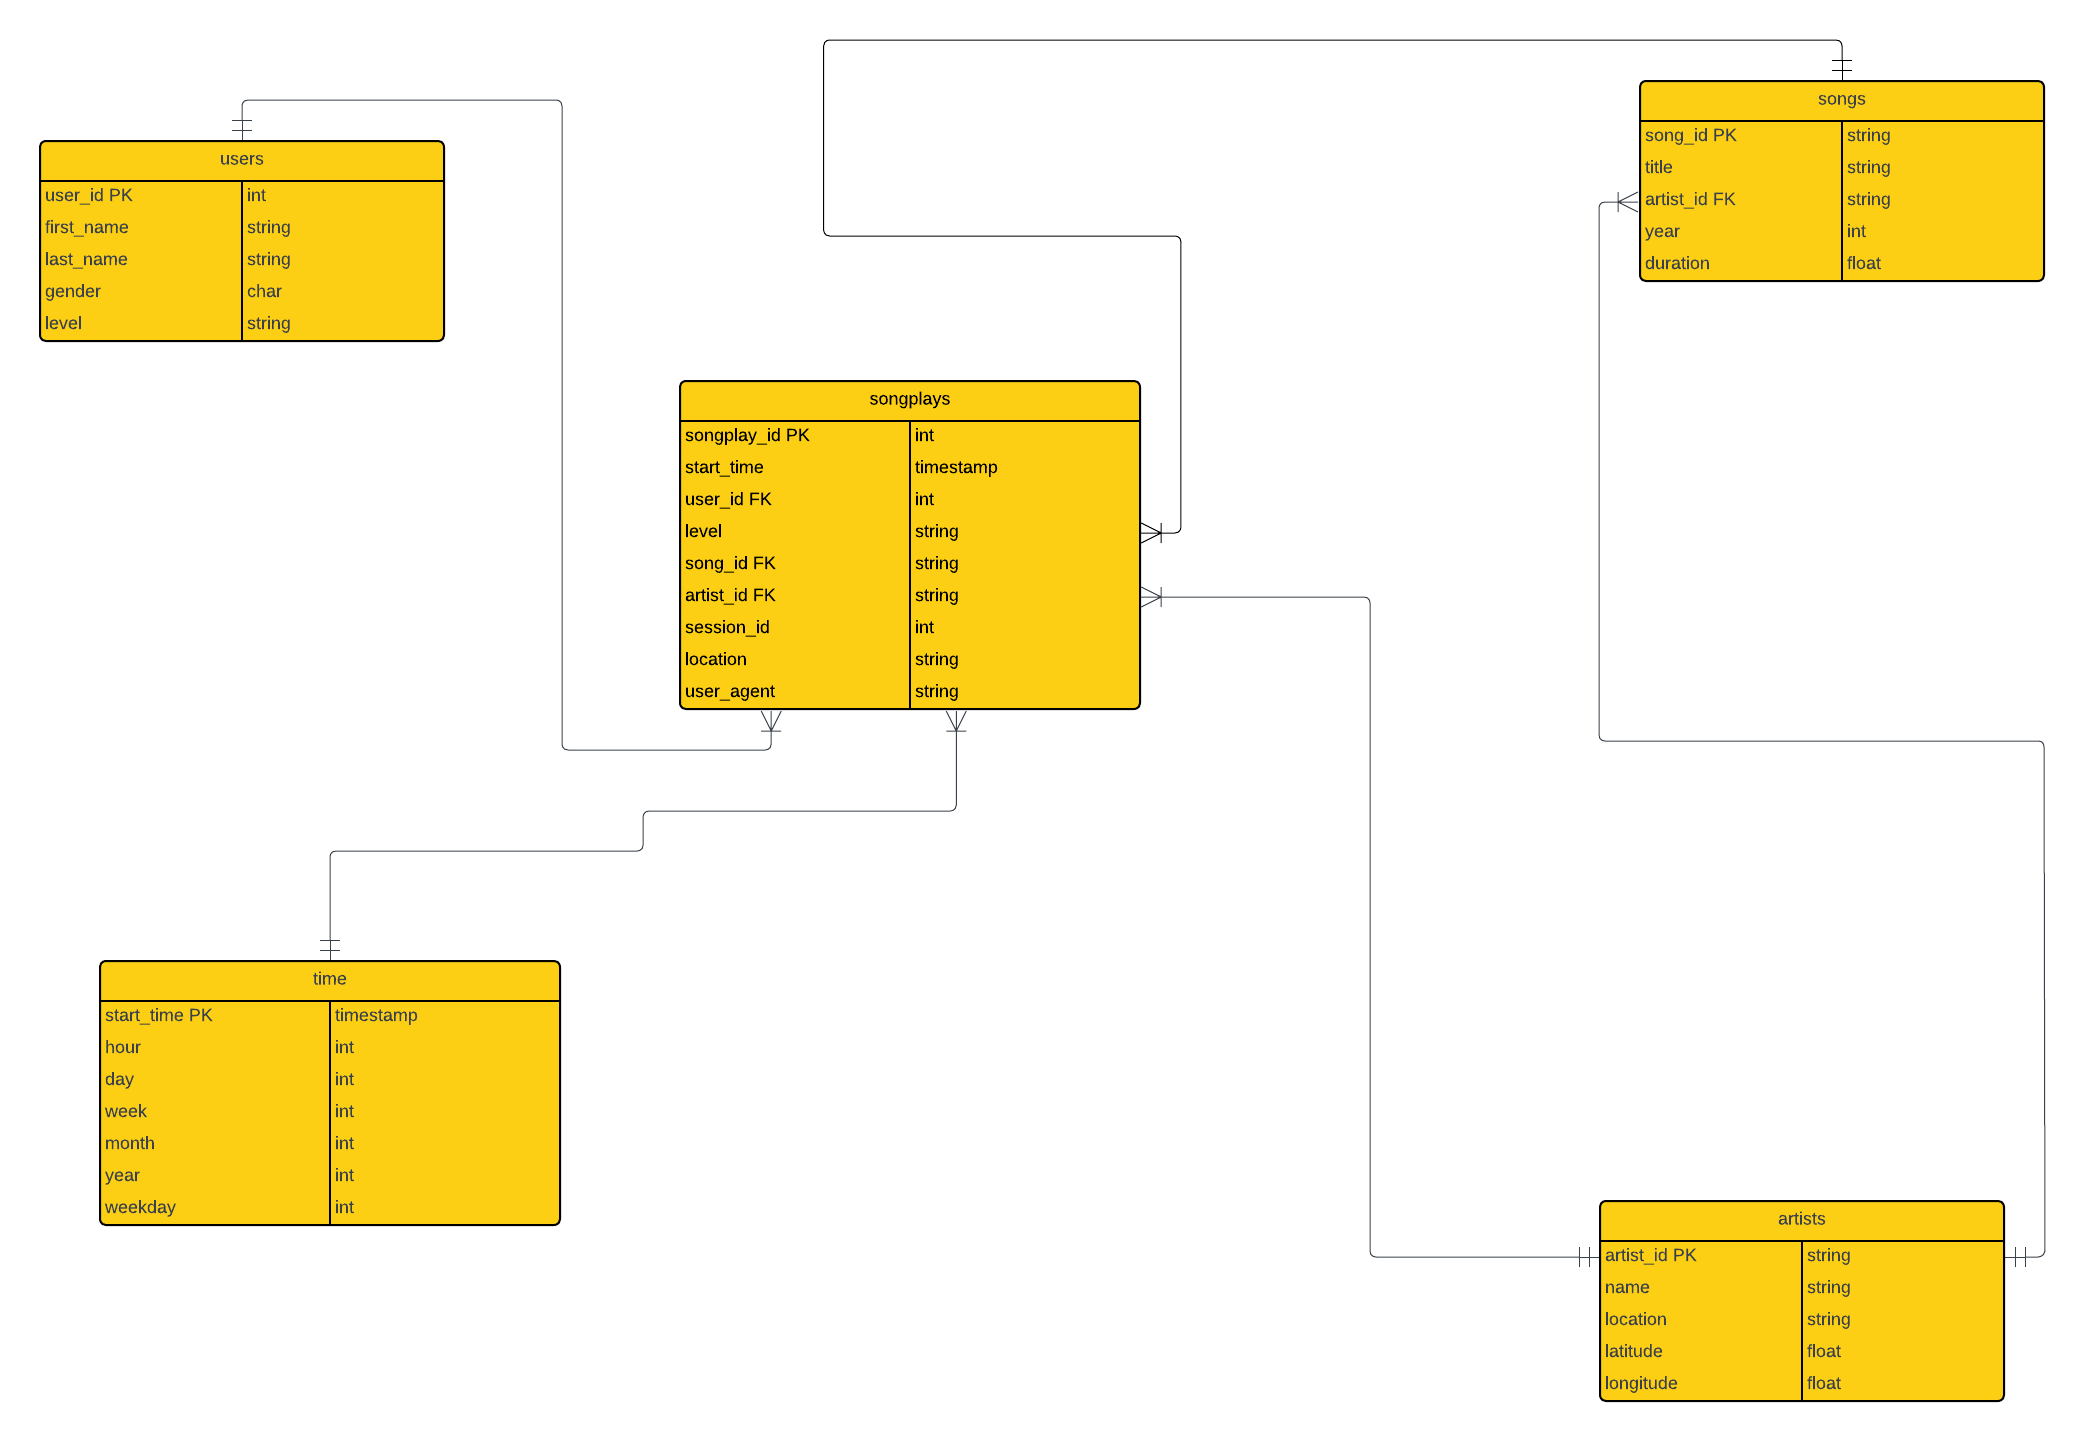 users
user_id PK int
first_name string
last_name string
gender char
level string
songs
song_id PK string
title string
artist_id FK string
year int
duration float
songplays
songplay_id PK int
start_time timestamp
user_id FK int
level string
song_id FK string
artist_id FK string
session_id int
location string
user_agent string
time
start_time PK timestamp
hour int
day int
week int
month int
year int
weekday int
artists
artist_id PK string
name string
location string
latitude float
longitude float